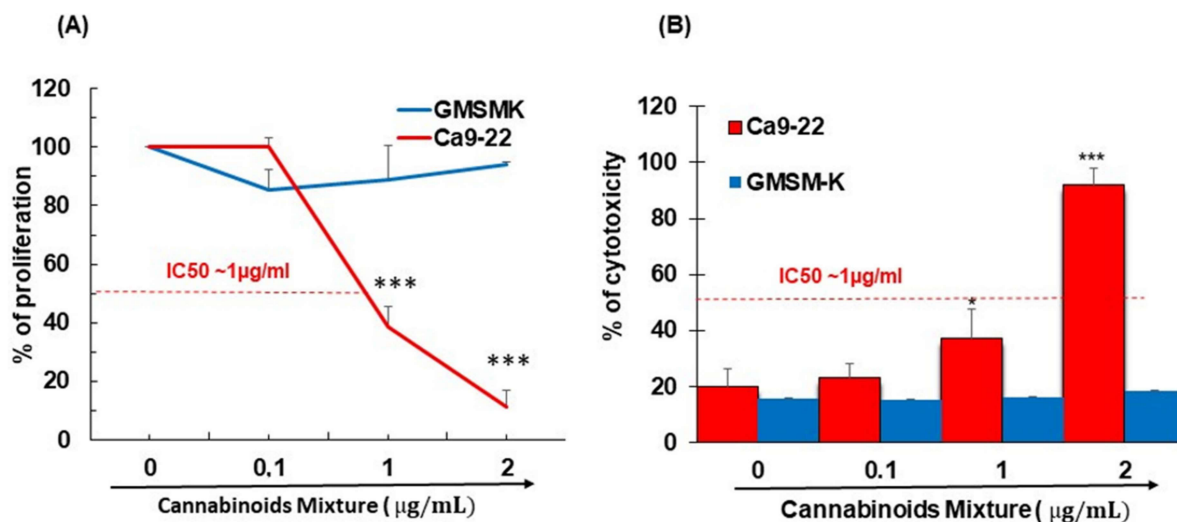 (A)
120
100
80
60
40
20
0
% of proliferation
GMSMK
Ca9-22
IC50 ~1µg/ml
***
***
0 0.1 1 2
Cannabinoids Mixture ( µg/mL)
(B)
120
100
80
60
40
20
0
% of cytotoxicity
Ca9-22
GMSM-K
***
IC50 ~1µg/ml
*
0 0.1 1 2
Cannabinoids Mixture ( µg/mL)